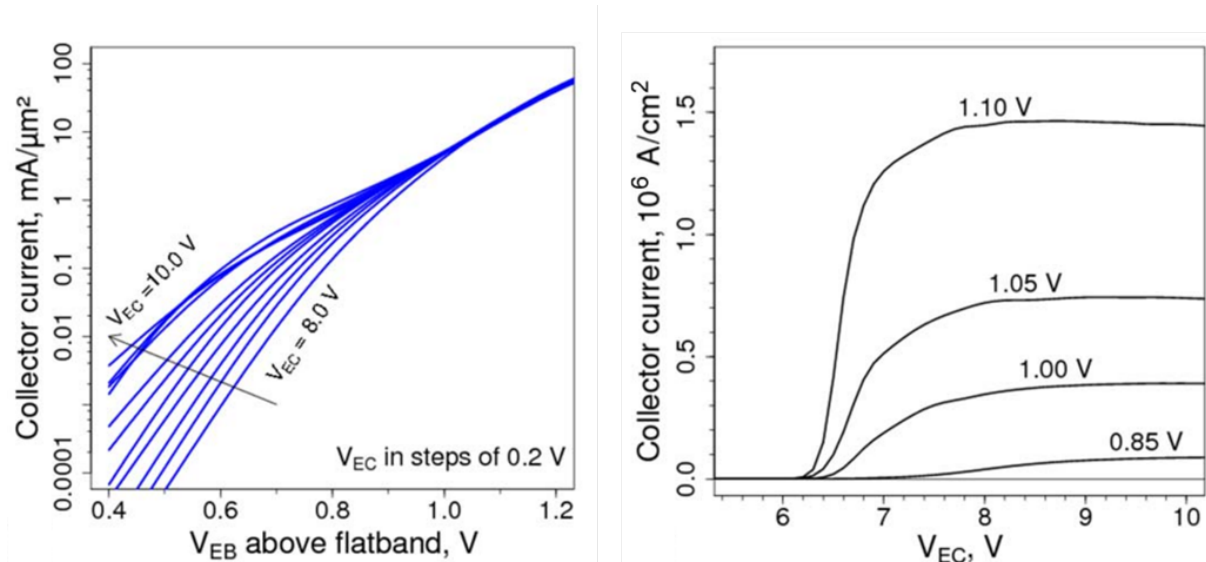 Collector current, mA/μm²
100
10
1
0.1
0.01
0.0001
V_EC =10.0 V
V_EC = 8.0 V
V_EC in steps of 0.2 V
0.4 0.6 0.8 1.0 1.2
V_EB above flatband, V
Collector current, 10⁶ A/cm²
1.5
1.0
0.5
0.0
1.10 V
1.05 V
1.00 V
0.85 V
6 7 8 9 10
V_EC, V